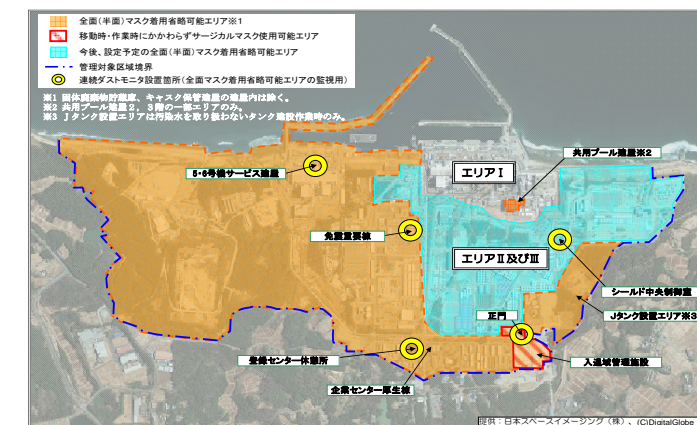 全面(半面)マスク着用省略可能エリア※1
移動時・作業時にかかわらずサージカルマスク使用可能エリア
今後、設定予定の全面(半面)マスク着用省略可能エリア
管理対象区域境界
連続ダストモニタ設置箇所(全面マスク着用省略可能エリアの監視用)
※1 固体廃棄物貯蔵庫、キャスク保管建屋の建屋内は除く。
※2 共用プール建屋2，3階の一部エリアのみ。
※3 Jタンク設置エリアは汚染水を取り扱わないタンク建設作業時のみ。
共用プール建屋※2
エリアⅠ
5・6号機サービス建屋
免震重要棟
エリアⅡ及びⅢ
シールド中央制御室
Jタンク設置エリア※3
正門
登録センター休憩所
入退域管理施設
企業センター厚生棟
提供：日本スペースイメージング（株）、(C)DigitalGlobe